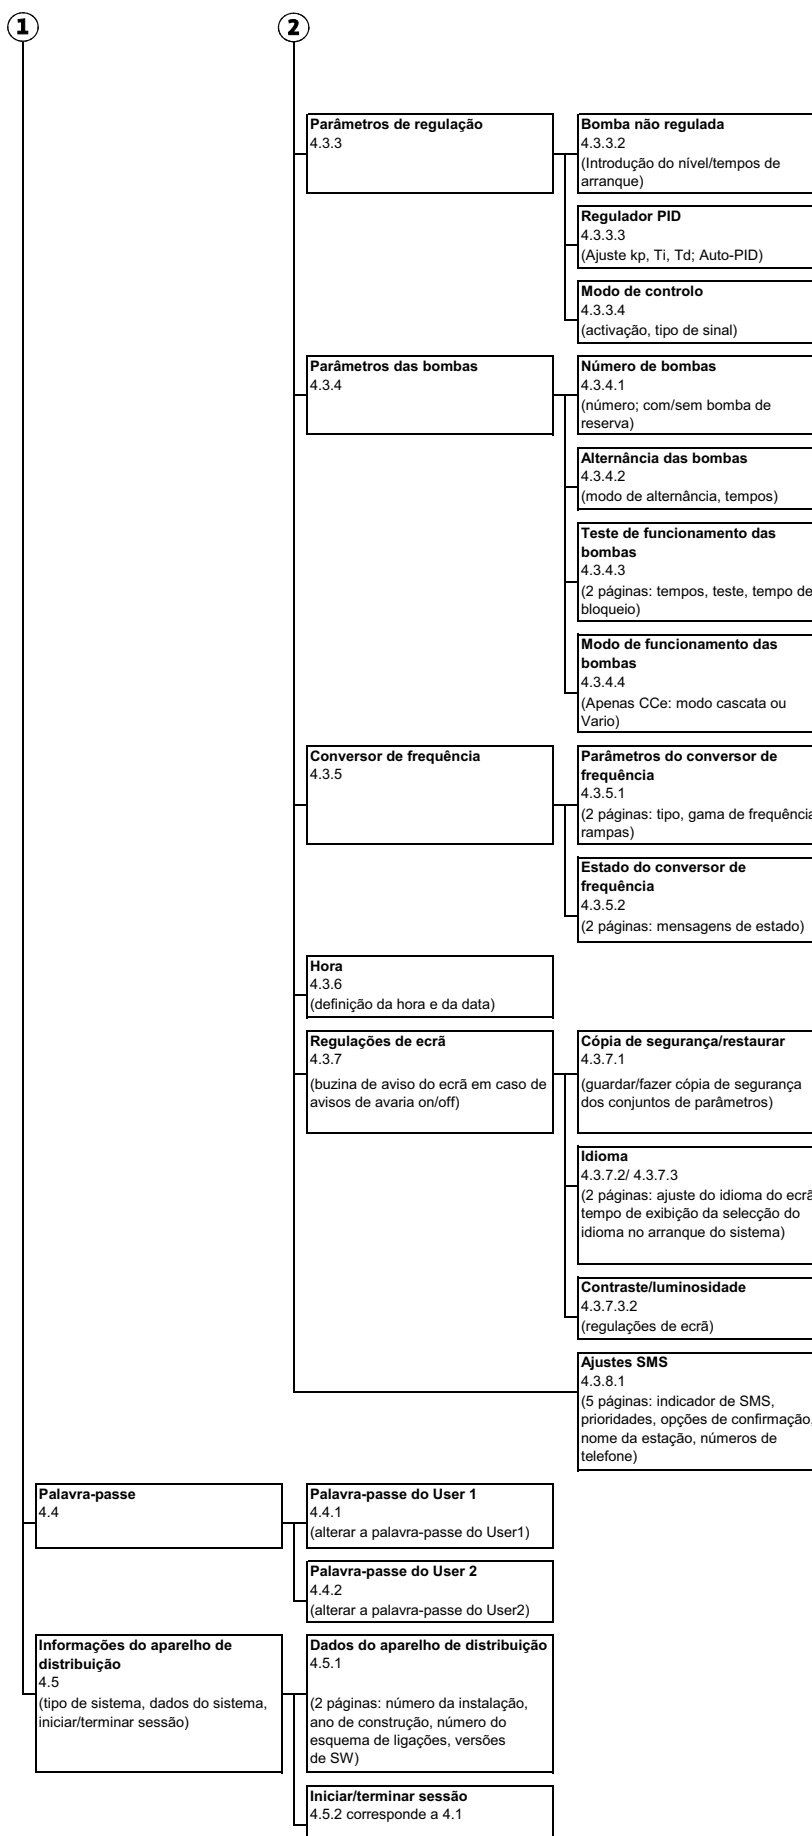 1
2
Parâmetros de regulação
4.3.3
Bomba não regulada
4.3.3.2
(Introdução do nível/tempos de
arranque)
Regulador PID
4.3.3.3
(Ajuste kp, Ti, Td; Auto-PID)
Modo de controlo
4.3.3.4
(activação, tipo de sinal)
Parâmetros das bombas
4.3.4
Número de bombas
4.3.4.1
(número; com/sem bomba de
reserva)
Alternância das bombas
4.3.4.2
(modo de alternância, tempos)
Teste de funcionamento das
bombas
4.3.4.3
(2 páginas: tempos, teste, tempo de
bloqueio)
Modo de funcionamento das
bombas
4.3.4.4
(Apenas CCe: modo cascata ou
Vario)
Conversor de frequência
4.3.5
Parâmetros do conversor de
frequência
4.3.5.1
(2 páginas: tipo, gama de frequência
rampas)
Estado do conversor de
frequência
4.3.5.2
(2 páginas: mensagens de estado)
Hora
4.3.6
(definição da hora e da data)
Regulações de ecrã
4.3.7
(buzina de aviso do ecrã em caso de
avisos de avaria on/off)
Cópia de segurança/restaurar
4.3.7.1
(guardar/fazer cópia de segurança
dos conjuntos de parâmetros)
Idioma
4.3.7.2/ 4.3.7.3
(2 páginas: ajuste do idioma do ecrã
tempo de exibição da selecção do
idioma no arranque do sistema)
Contraste/luminosidade
4.3.7.3.2
(regulações de ecrã)
Ajustes SMS
4.3.8.1
(5 páginas: indicador de SMS,
prioridades, opções de confirmação,
nome da estação, números de
telefone)
Palavra-passe
4.4
Palavra-passe do User 1
4.4.1
(alterar a palavra-passe do User1)
Palavra-passe do User 2
4.4.2
(alterar a palavra-passe do User2)
Informações do aparelho de
distribuição
4.5
(tipo de sistema, dados do sistema,
iniciar/terminar sessão)
Dados do aparelho de distribuição
4.5.1
(2 páginas: número da instalação,
ano de construção, número do
esquema de ligações, versões
de SW)
Iniciar/terminar sessão
4.5.2 corresponde a 4.1